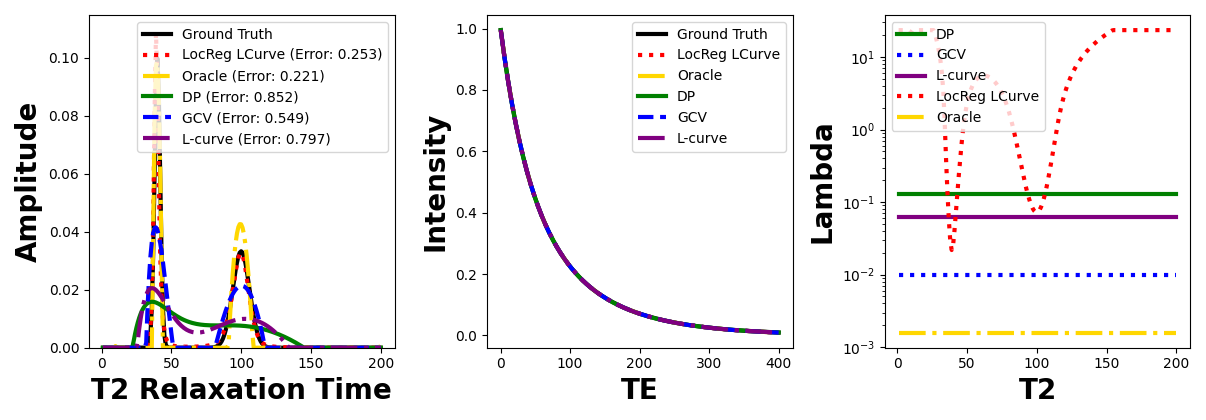 Amplitude
0.10
0.08
0.06
0.04
0.02
0.00
Ground Truth
LocReg LCurve (Error: 0.253)
Oracle (Error: 0.221)
DP (Error: 0.852)
GCV (Error: 0.549)
L-curve (Error: 0.797)
0 50 100 150 200
T2 Relaxation Time
Intensity
1.0
0.8
0.6
0.4
0.2
0.0
Ground Truth
LocReg LCurve
Oracle
DP
GCV
L-curve
0 100 200 300 400
TE
Lambda
10¹
10⁰
10⁻¹
10⁻²
10⁻³
DP
GCV
L-curve
LocReg LCurve
Oracle
0 50 100 150 200
T2